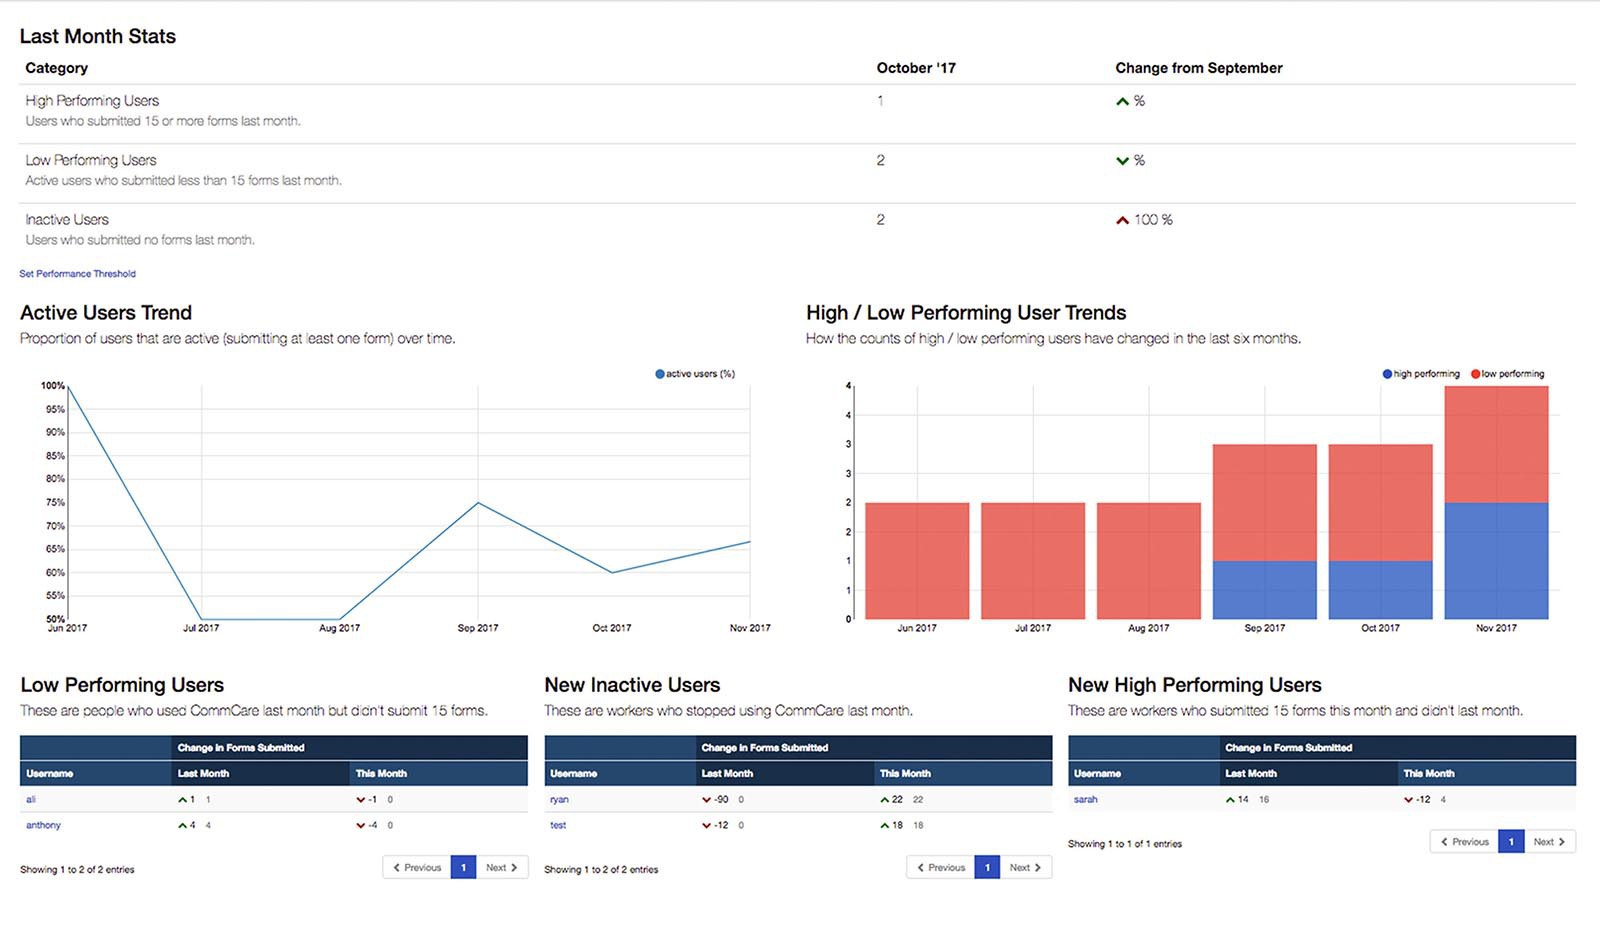 Last Month Stats
Category October '17 Change from September
High Performing Users 1 %
Users who submitted 15 or more forms last month.
Low Performing Users 2 %
Active users who submitted less than 15 forms last month.
Inactive Users 2 100 %
Users who submitted no forms last month.
Set Performance Threshold
Active Users Trend
Proportion of users that are active (submitting at least one form) over time.
active users (%)
100%
95%
90%
85%
80%
75%
70%
65%
60%
55%
50%
Jun 2017 Jul 2017 Aug 2017 Sep 2017 Oct 2017 Nov 2017
High / Low Performing User Trends
How the counts of high / low performing users have changed in the last six months.
high performing low performing
4
4
3
3
2
2
1
1
0
Jun 2017 Jul 2017 Aug 2017 Sep 2017 Oct 2017 Nov 2017
Low Performing Users
These are people who used CommCare last month but didn't submit 15 forms.
Change in Forms Submitted
Username Last Month This Month
ali 1 1 -1 0
anthony 4 4 -4 0
Showing 1 to 2 of 2 entries
Previous 1 Next
New Inactive Users
These are workers who stopped using CommCare last month.
Change in Forms Submitted
Username Last Month This Month
ryan -90 0 22 22
test -12 0 18 18
Showing 1 to 2 of 2 entries
Previous 1 Next
New High Performing Users
These are workers who submitted 15 forms this month and didn't last month.
Change in Forms Submitted
Username Last Month This Month
sarah 14 16 -12 4
Showing 1 to 1 of 1 entries
Previous 1 Next